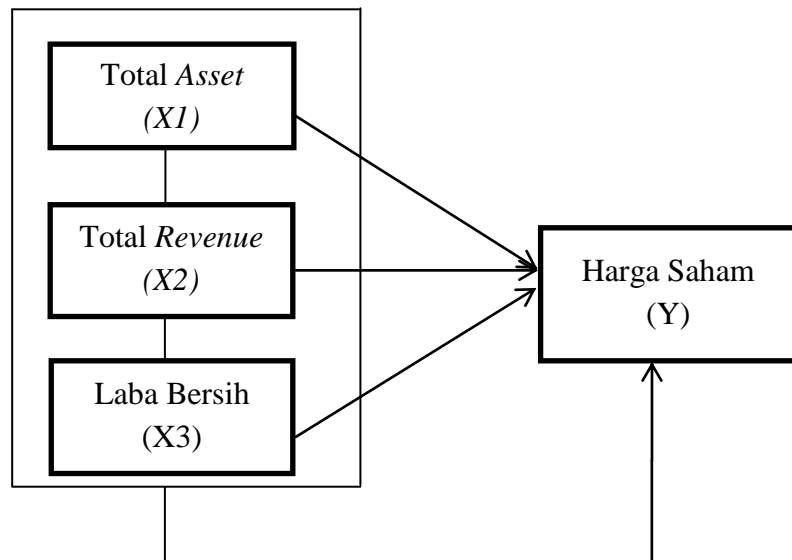 Total Asset
(X1)
Total Revenue
(X2)
Laba Bersih
(X3)
Harga Saham
(Y)